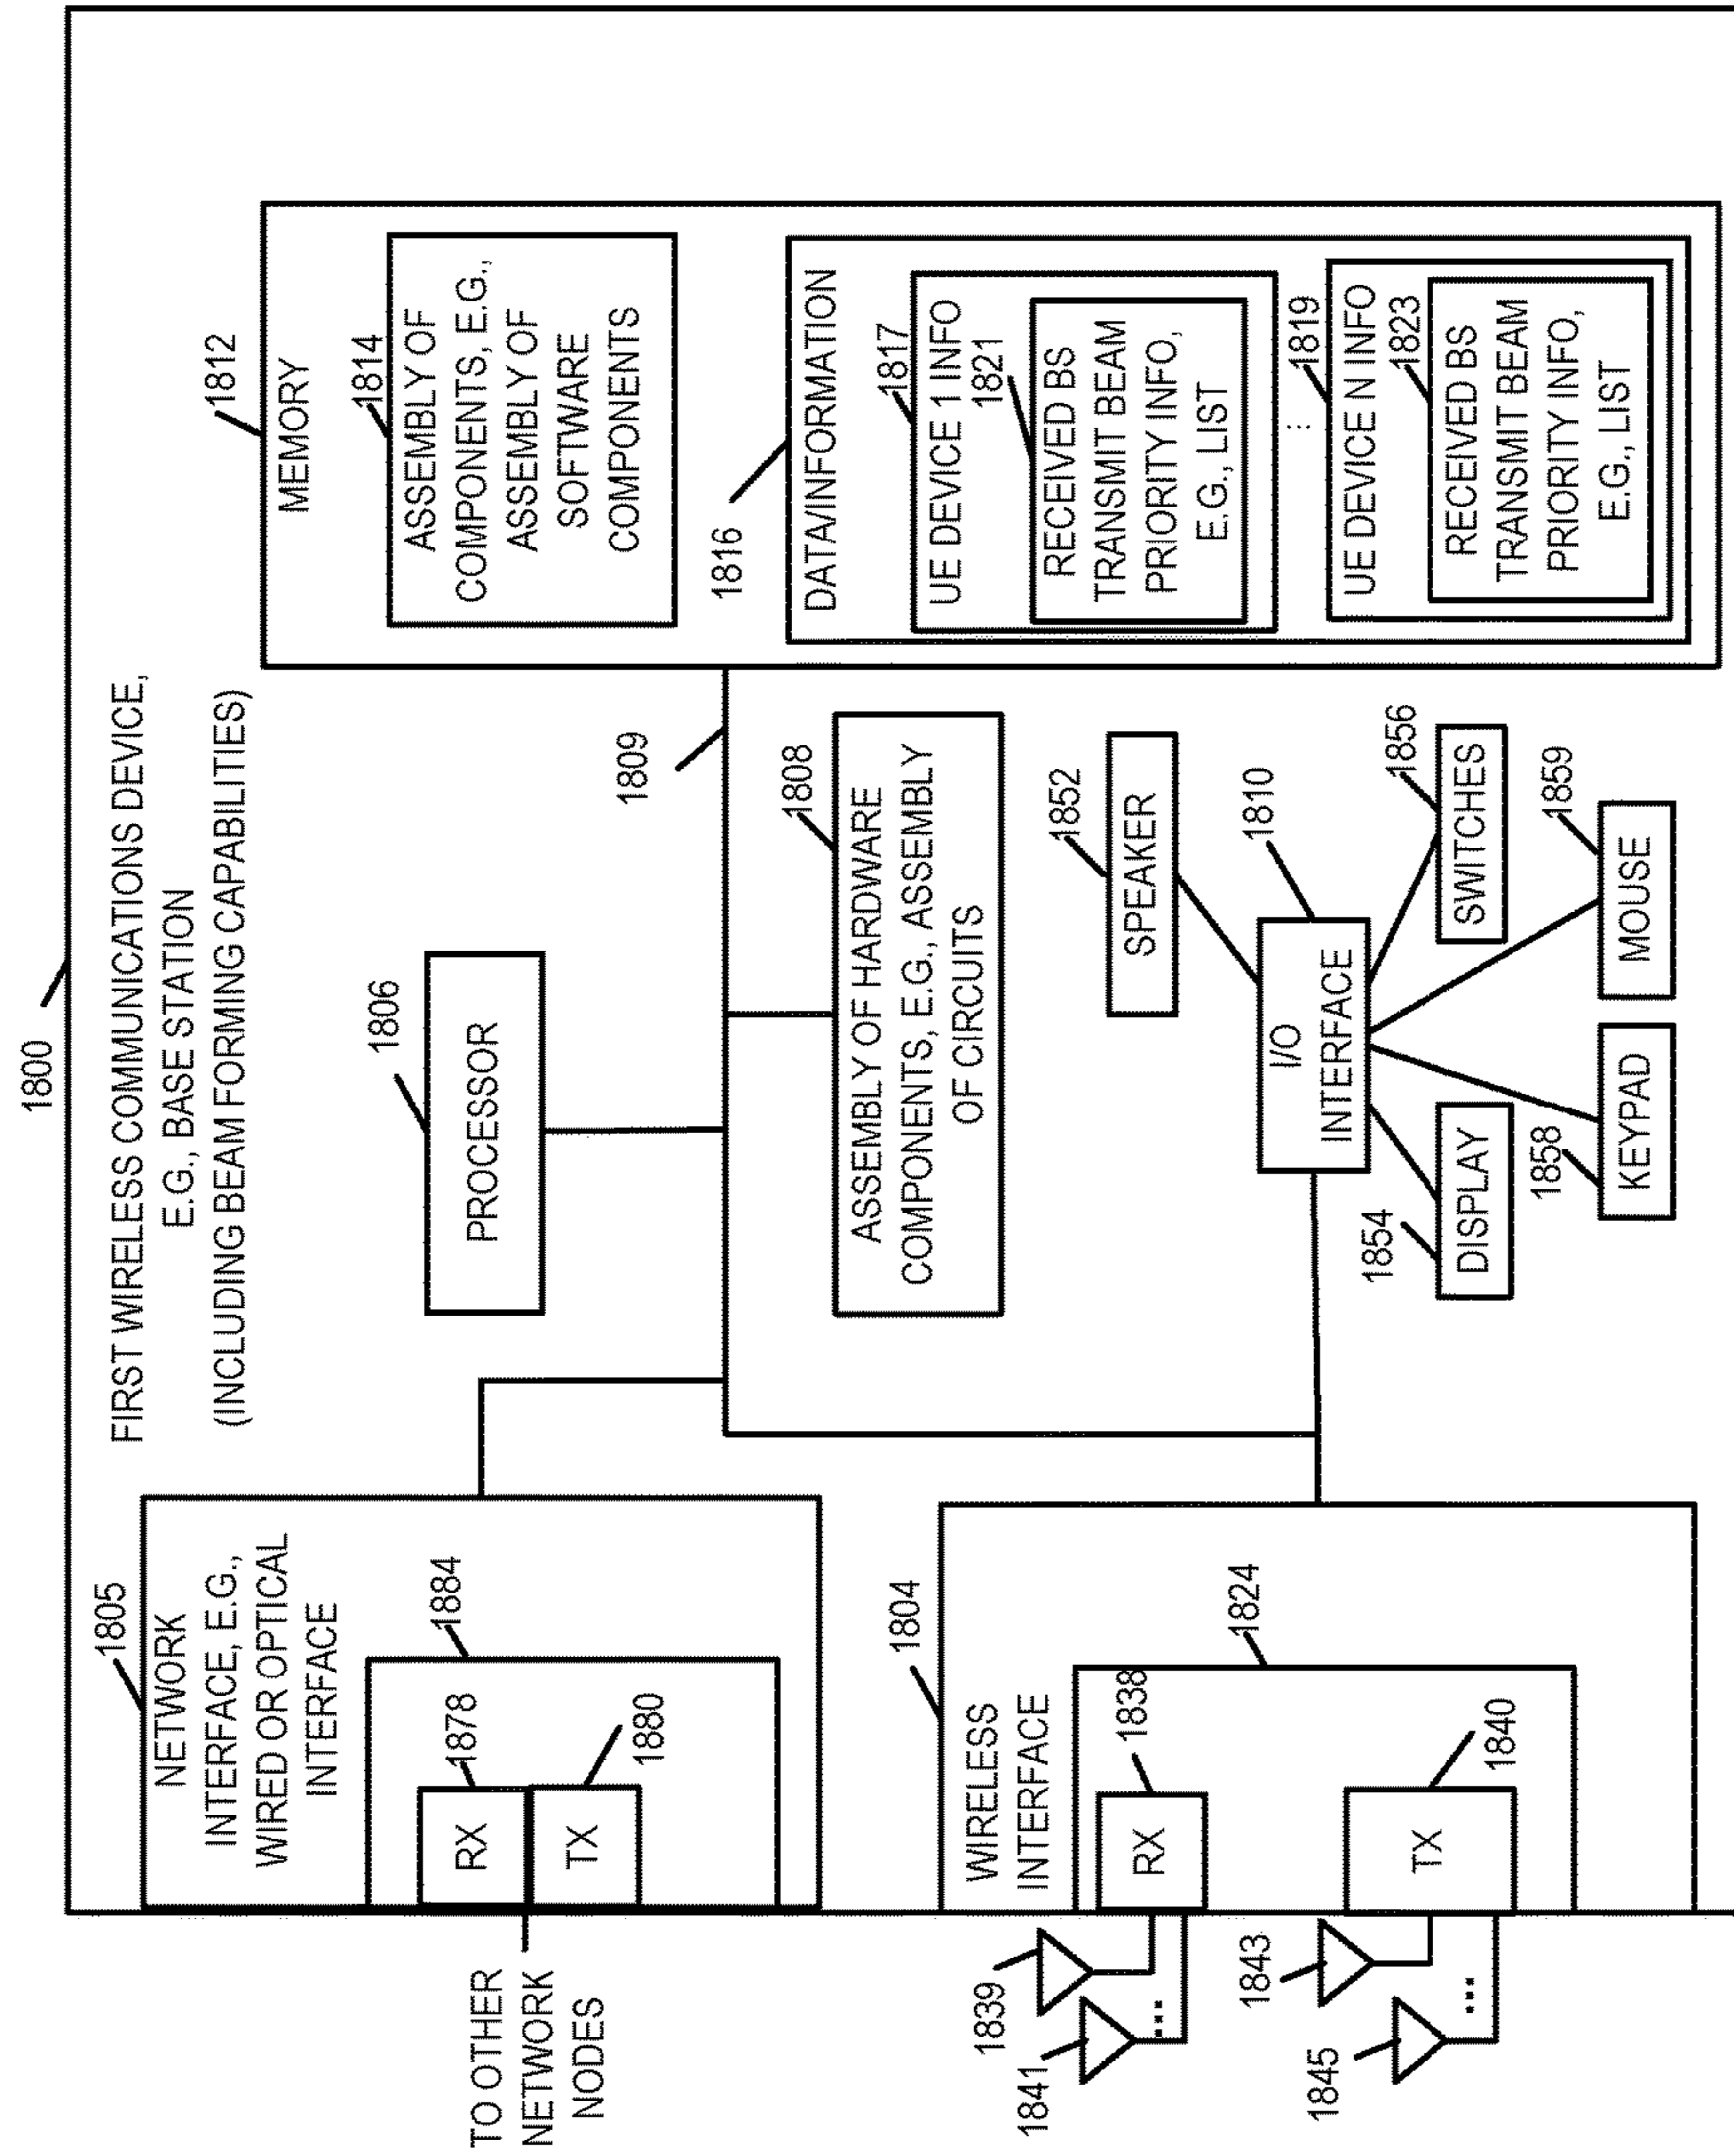 1800
FIRST WIRELESS COMMUNICATIONS DEVICE,
E.G., BASE STATION
(INCLUDING BEAM FORMING CAPABILITIES)
1805
NETWORK
INTERFACE, E.G.,
WIRED OR OPTICAL
INTERFACE
1884
1878
RX
TX
1880
TO OTHER
NETWORK
NODES
1804
WIRELESS
INTERFACE
1824
1838
RX
1840
TX
1839
1841
...
1843
1845
...
1806
PROCESSOR
1809
1808
ASSEMBLY OF HARDWARE
COMPONENTS, E.G., ASSEMBLY
OF CIRCUITS
1852
SPEAKER
1810
I/O
INTERFACE
1856
SWITCHES
1859
MOUSE
1854
DISPLAY
1858
KEYPAD
1812
MEMORY
1814
ASSEMBLY OF
COMPONENTS, E.G.,
ASSEMBLY OF
SOFTWARE
COMPONENTS
1816
DATA/INFORMATION
1817
UE DEVICE 1 INFO
1821
RECEIVED BS
TRANSMIT BEAM
PRIORITY INFO,
E.G., LIST
...
1819
UE DEVICE N INFO
1823
RECEIVED BS
TRANSMIT BEAM
PRIORITY INFO,
E.G., LIST